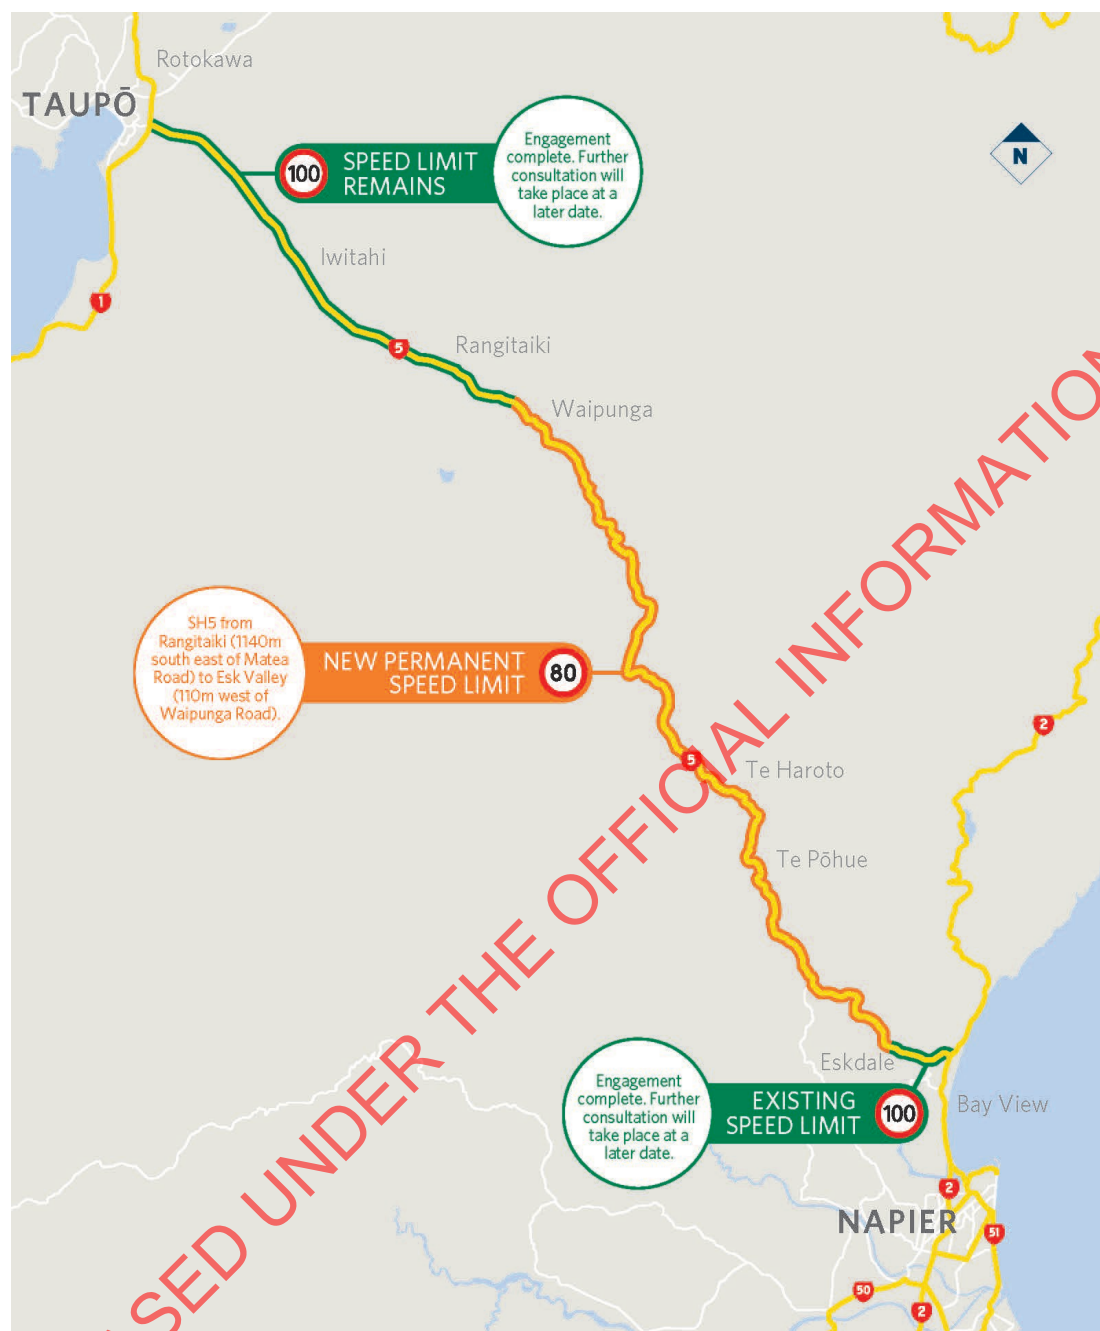 Rotokawa
TAUPŌ
100
SPEED LIMIT
REMAINS
Engagement
complete. Further
consultation will
take place at a
later date.
N
Iwitahi
1
5
Rangitaiki
Waipunga
SH5 from
Rangitaiki (1140m
south east of Matea
Road) to Esk Valley
(110m west of
Waipunga Road).
NEW PERMANENT
SPEED LIMIT
80
2
5
Te Haroto
Te Pōhue
Eskdale
Engagement
complete. Further
consultation will
take place at a
later date.
EXISTING
SPEED LIMIT
100
Bay View
2
NAPIER
51
50
2
SED UNDER THE OFFICIAL INFORMATION